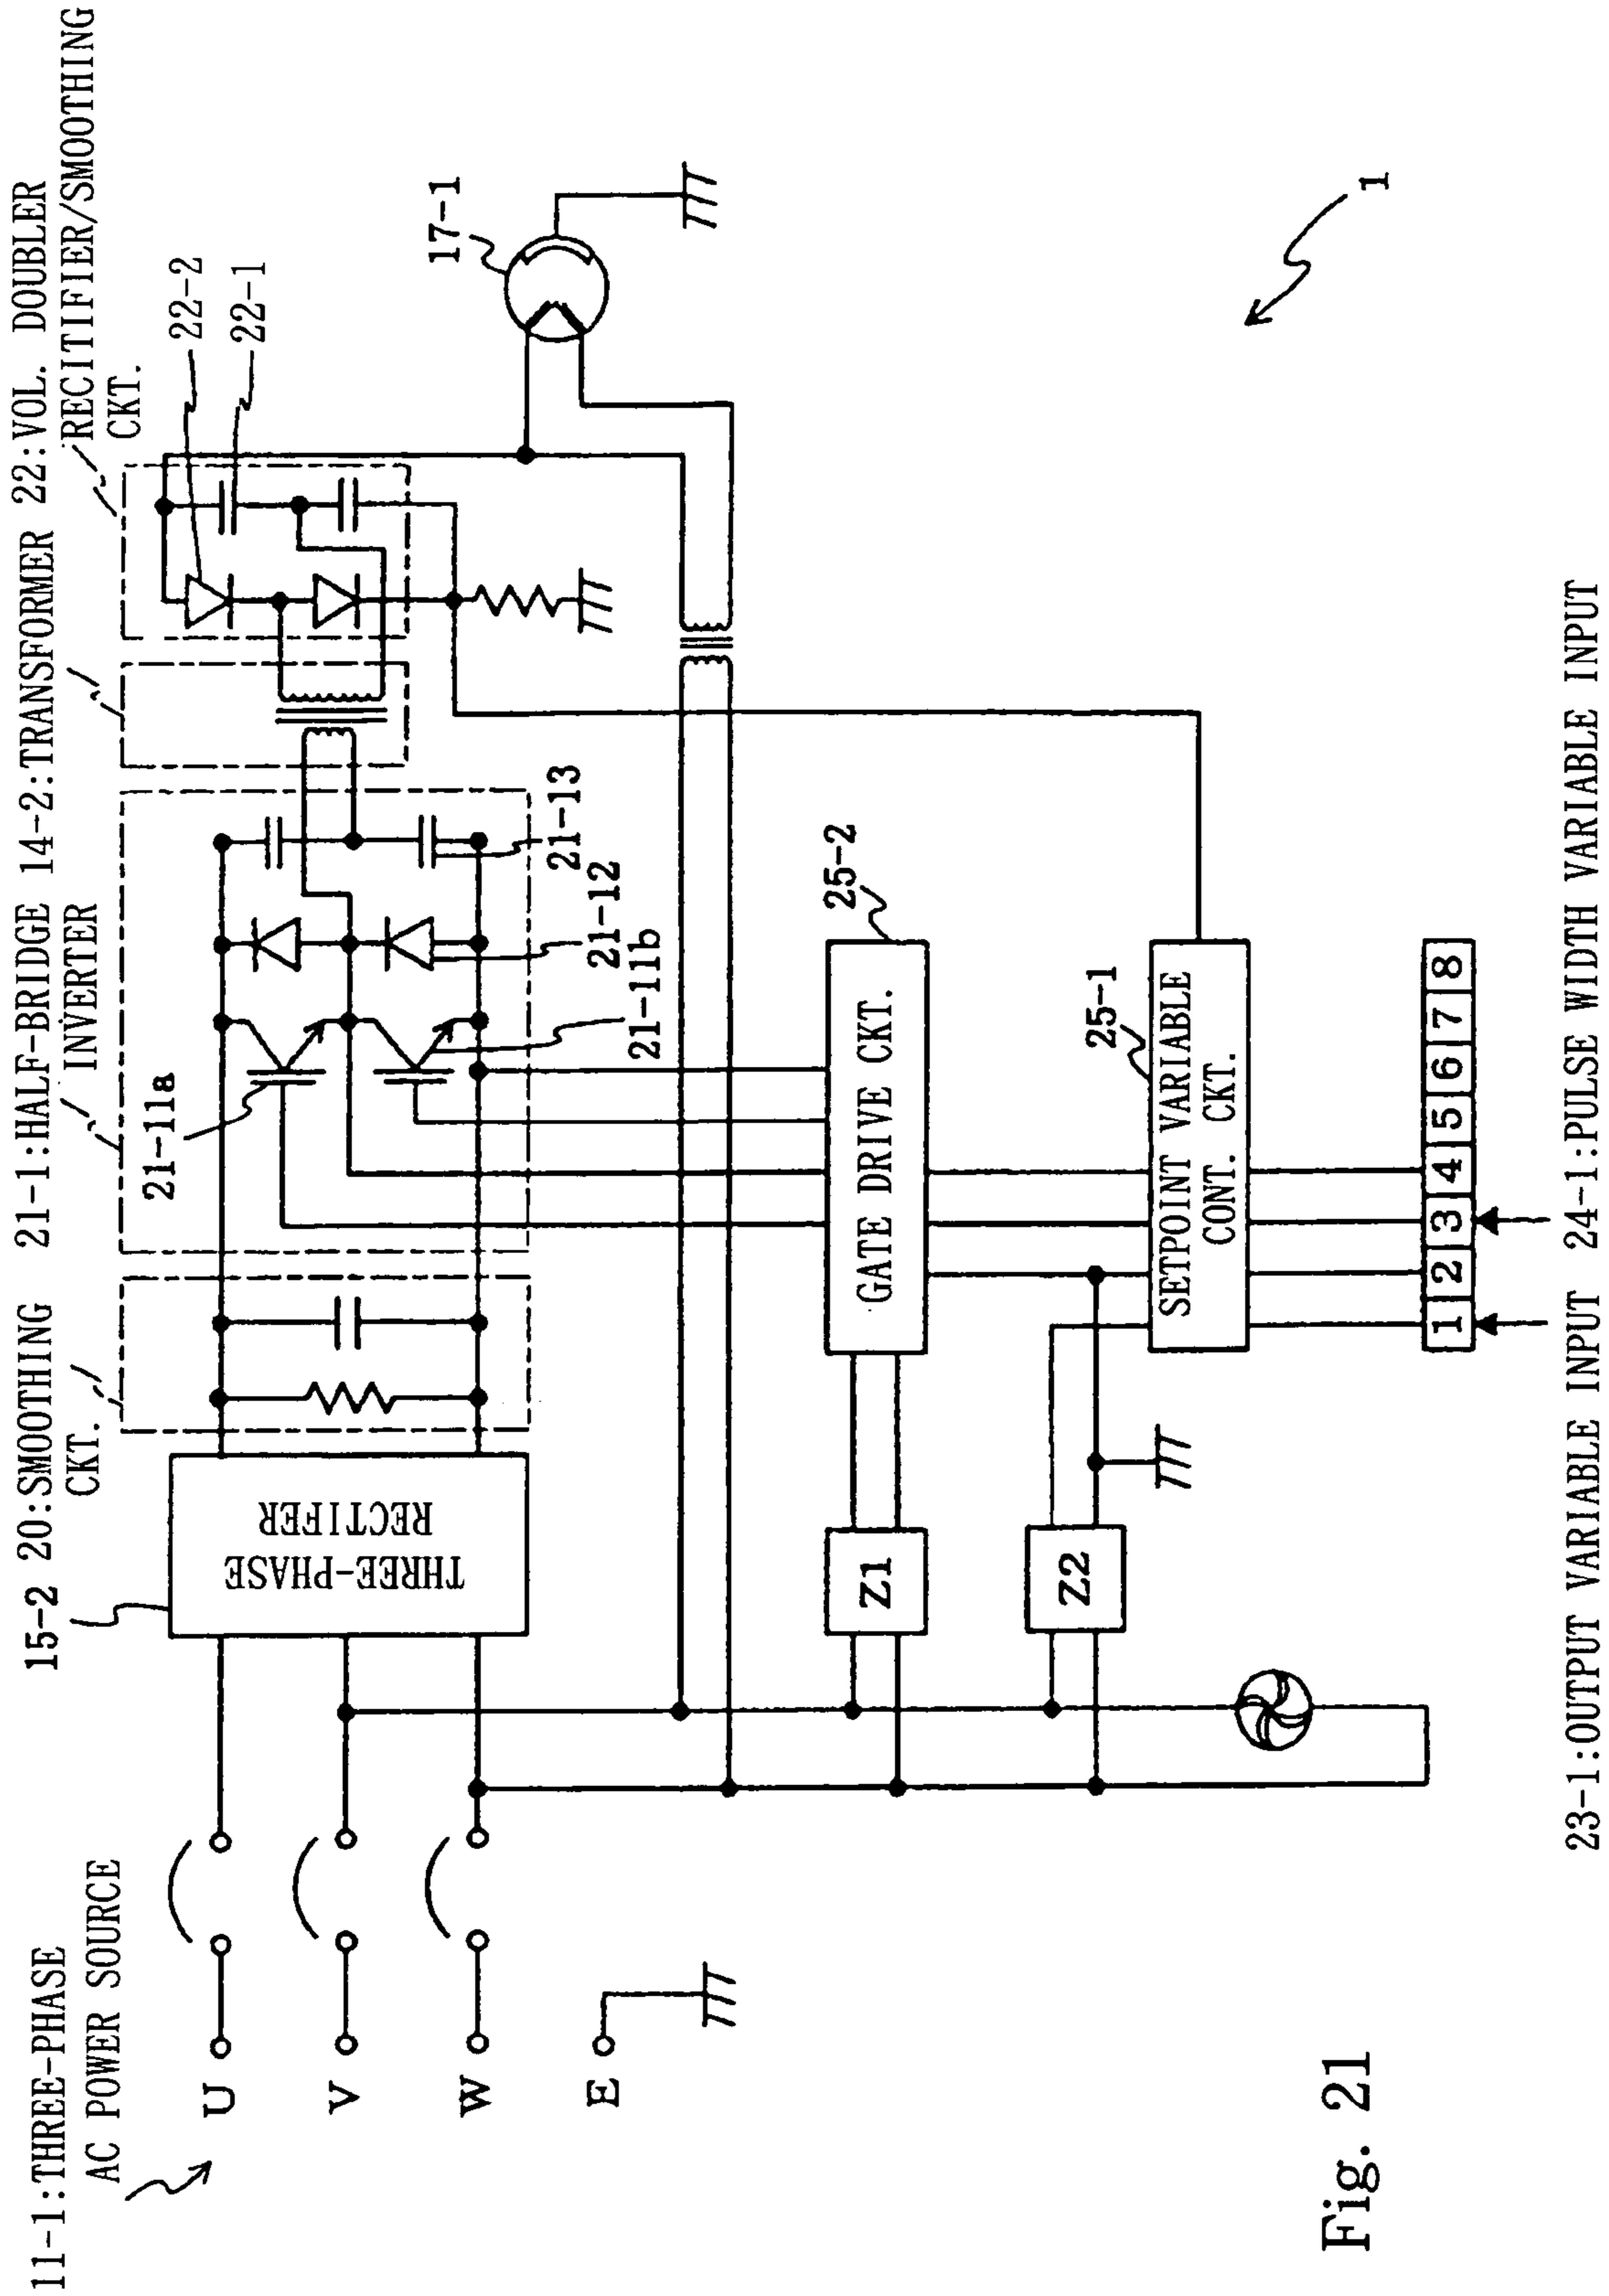 11-1:THREE-PHASE
AC POWER SOURCE
15-2
20:SMOOTHING
CKT.
21-1:HALF-BRIDGE
INVERTER
14-2:TRANSFORMER
22:VOL. DOUBLER
RECITIFIER/SMOOTHING
CKT.
22-2
22-1
17-1
U
V
W
E
THREE-PHASE
RECTIFER
21-11a
21-11b
21-12
21-13
25-2
GATE DRIVE CKT.
25-1
SETPOINT VARIABLE
CONT. CKT.
Z1
Z2
1 2 3 4 5 6 7 8
1
23-1:OUTPUT VARIABLE INPUT
24-1:PULSE WIDTH VARIABLE INPUT
Fig. 21